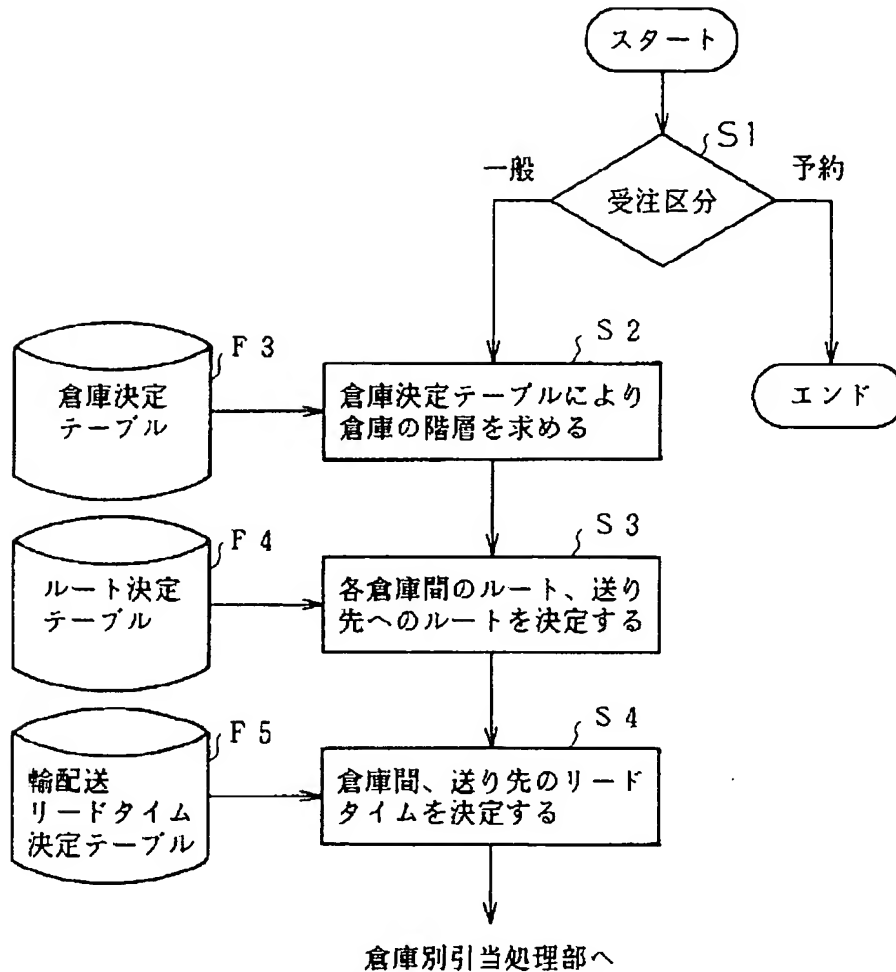 スタート
S1
一般
予約
受注区分
F3
倉庫決定
テーブル
S2
倉庫決定テーブルにより
倉庫の階層を求める
エンド
F4
ルート決定
テーブル
S3
各倉庫間のルート、送り
先へのルートを決定する
F5
輸配送
リードタイム
決定テーブル
S4
倉庫間、送り先のリード
タイムを決定する
倉庫別引当処理部へ